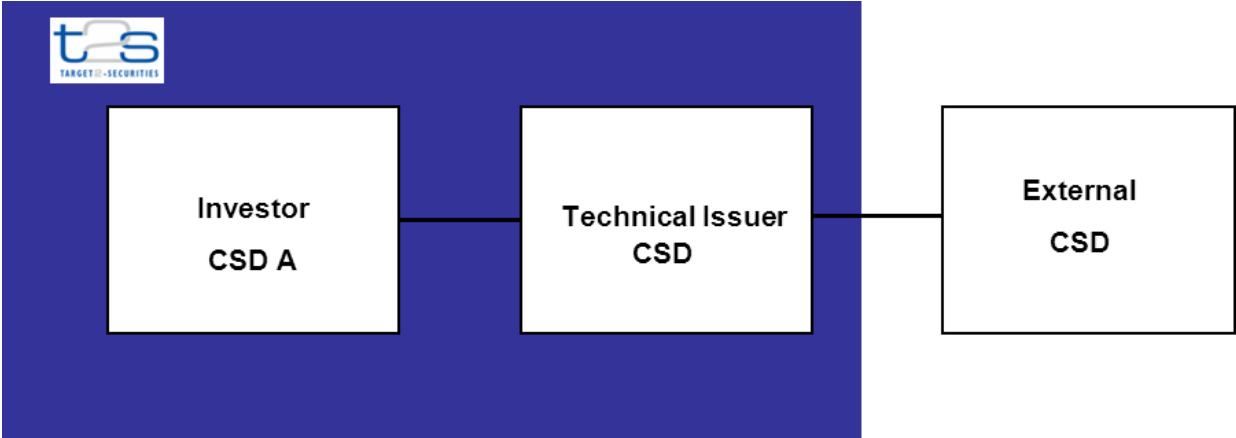 t2s
TARGET2-SECURITIES
Investor
CSD A
Technical Issuer
CSD
External
CSD